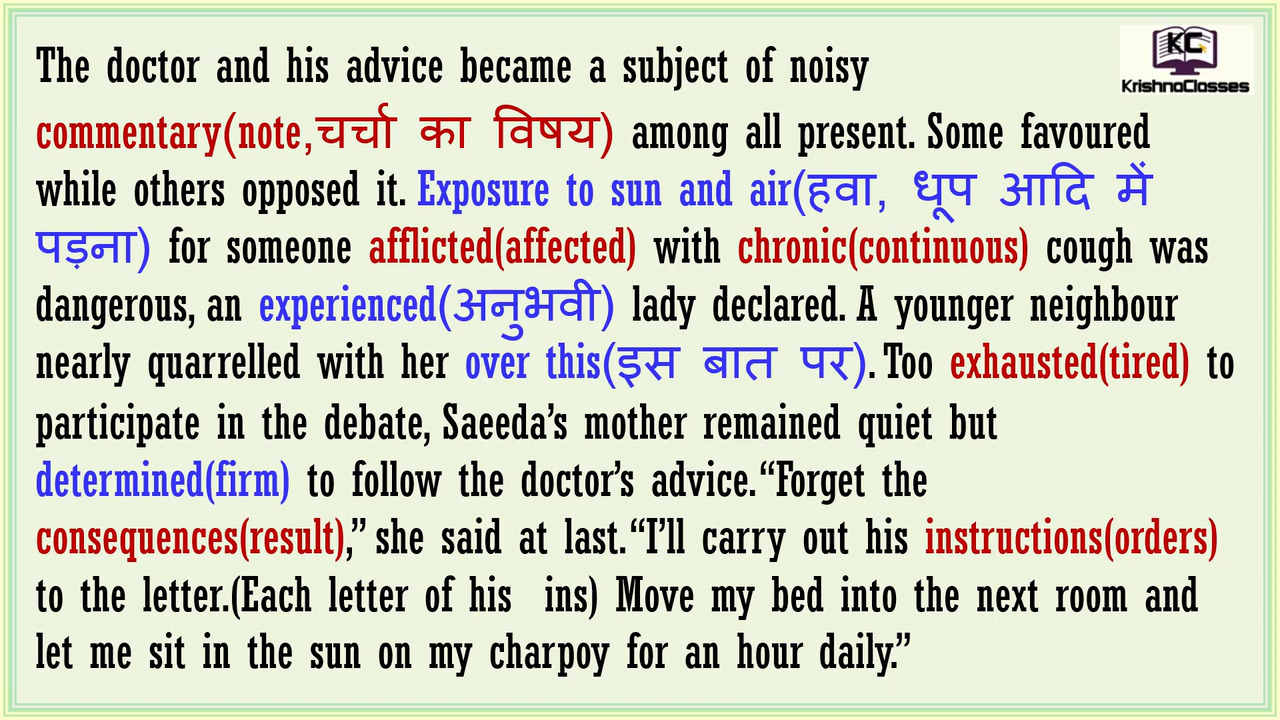 The doctor and his advice became a subject of noisy
commentary(note,चर्चा का विषय) among all present. Some favoured
while others opposed it. Exposure to sun and air(हवा, धूप आदि में
पड़ना) for someone afflicted(affected) with chronic(continuous) cough was
dangerous, an experienced(अनुभवी) lady declared. A younger neighbour
nearly quarrelled with her over this(इस बात पर). Too exhausted(tired) to
participate in the debate, Saeeda’s mother remained quiet but
determined(firm) to follow the doctor’s advice.“Forget the
consequences(result),” she said at last.“I’ll carry out his instructions(orders)
to the letter.(Each letter of his ins) Move my bed into the next room and
let me sit in the sun on my charpoy for an hour daily.”
KC
KrishnoClasses